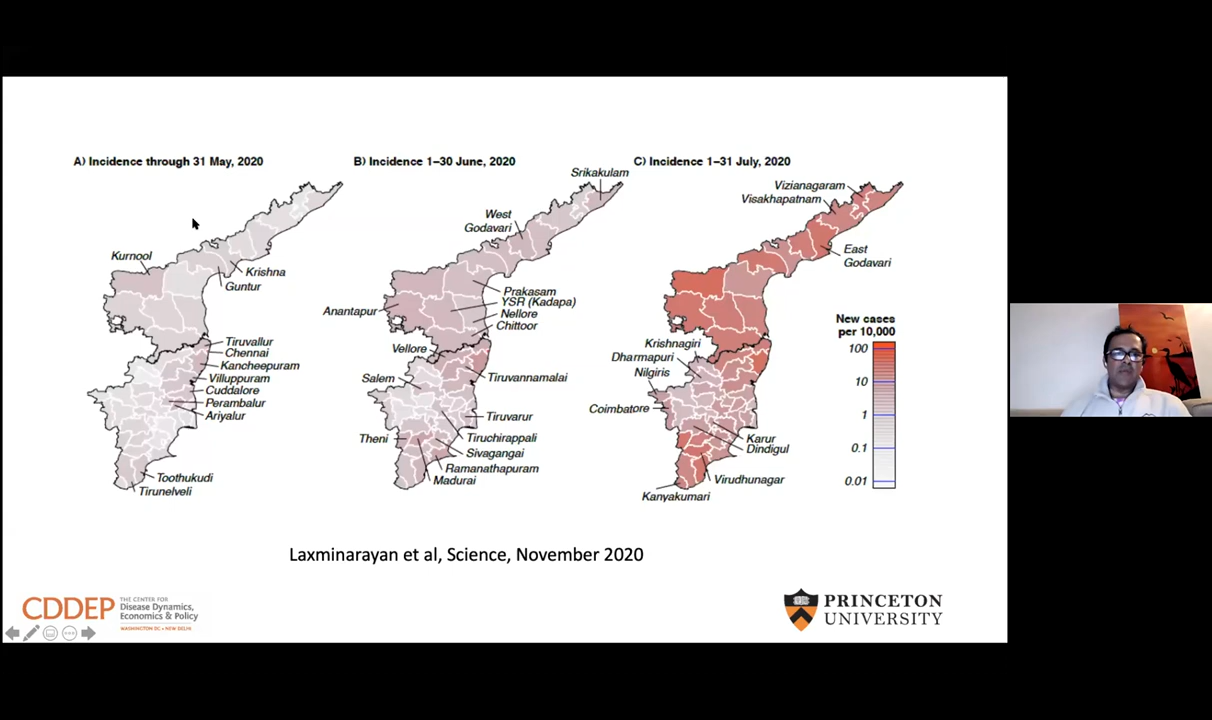 A) Incidence through 31 May, 2020
Kurnool
Krishna
Guntur
Tiruvallur
Chennai
Kancheepuram
Villuppuram
Cuddalore
Perambalur
Ariyalur
Toothukudi
Tirunelveli
B) Incidence 1–30 June, 2020
Srikakulam
West
Godavari
Prakasam
YSR (Kadapa)
Anantapur
Nellore
Chittoor
Vellore
Tiruvannamalai
Salem
Tiruvarur
Theni
Tiruchirappali
Sivagangai
Ramanathapuram
Madurai
C) Incidence 1–31 July, 2020
Vizianagaram
Visakhapatnam
East
Godavari
Krishnagiri
Dharmapuri
Nilgiris
Coimbatore
Karur
Dindigul
Virudhunagar
Kanyakumari
New cases
per 10,000
100
10
1
0.1
0.01
Laxminarayan et al, Science, November 2020
CDDEP
THE CENTER FOR
Disease Dynamics,
Economics & Policy
WASHINGTON DC • NEW DELHI
PRINCETON
UNIVERSITY